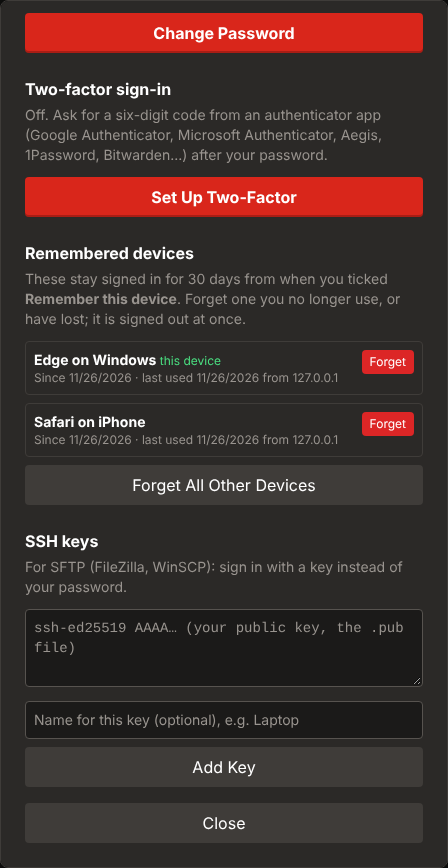 Change Password
Two-factor sign-in
Off. Ask for a six-digit code from an authenticator app
(Google Authenticator, Microsoft Authenticator, Aegis,
1Password, Bitwarden…) after your password.
Set Up Two-Factor
Remembered devices
These stay signed in for 30 days from when you ticked
Remember this device. Forget one you no longer use, or
have lost; it is signed out at once.
Edge on Windows this device
Forget
Since 11/26/2026 · last used 11/26/2026 from 127.0.0.1
Safari on iPhone
Forget
Since 11/26/2026 · last used 11/26/2026 from 127.0.0.1
Forget All Other Devices
SSH keys
For SFTP (FileZilla, WinSCP): sign in with a key instead of
your password.
ssh-ed25519 AAAA… (your public key, the .pub
file)
Name for this key (optional), e.g. Laptop
Add Key
Close